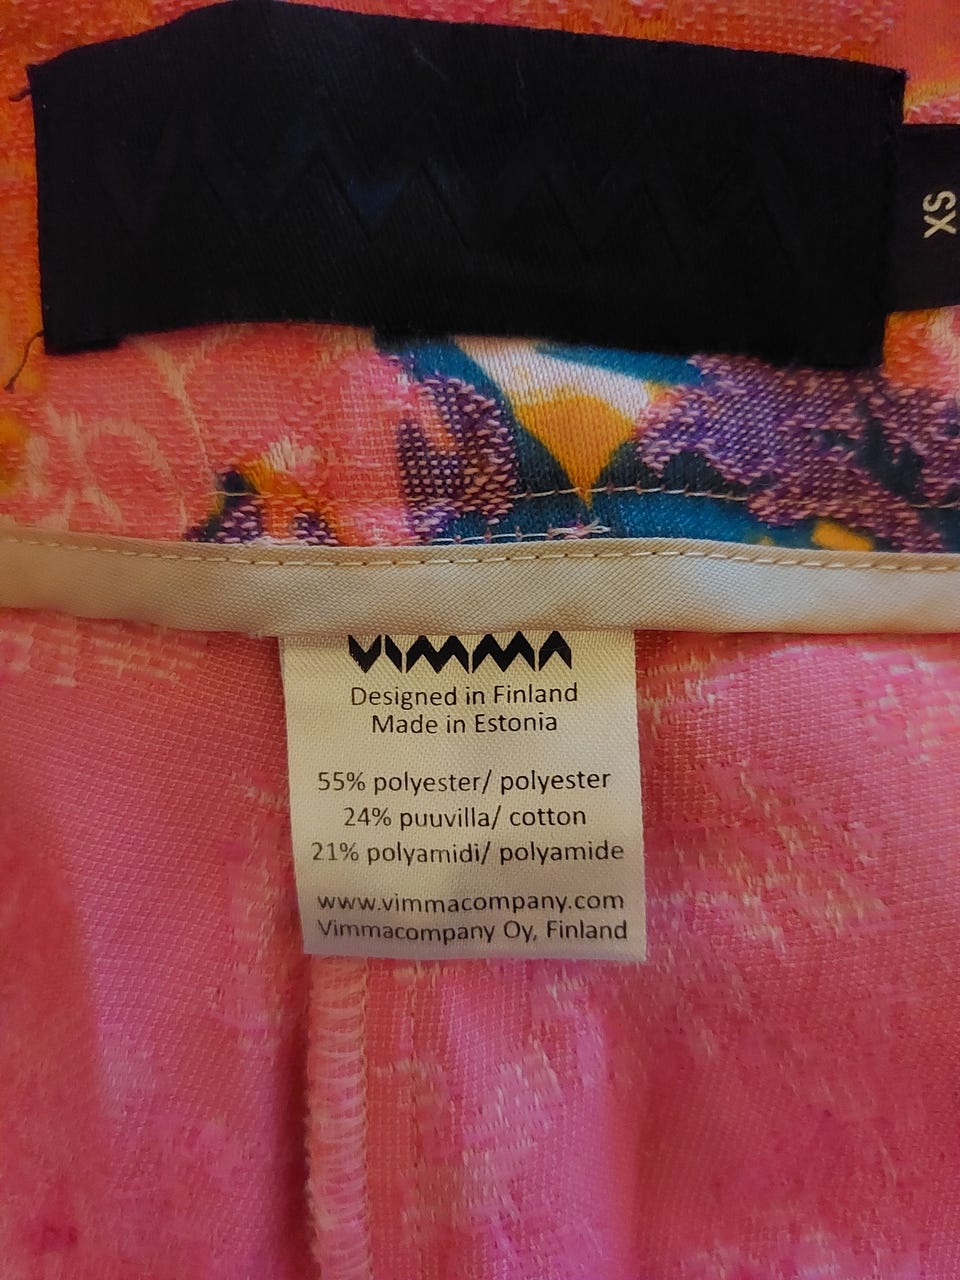 XS
VIMMA
Designed in Finland
Made in Estonia
55% polyester/ polyester
24% puuvilla/ cotton
21% polyamidi/ polyamide
www.vimmacompany.com
Vimmacompany Oy, Finland